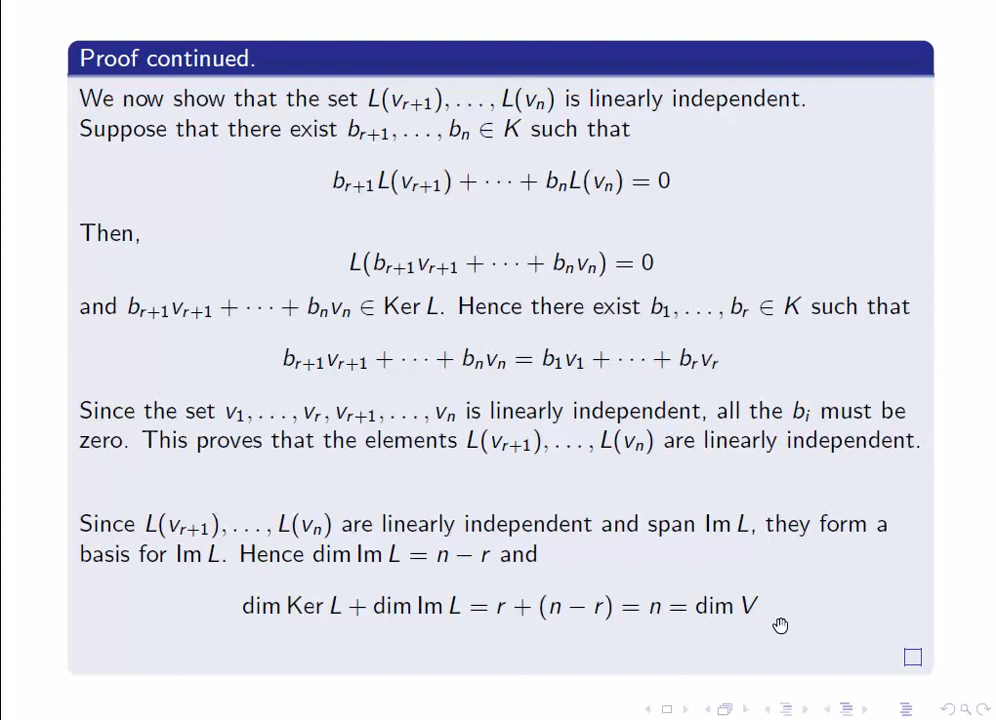 Proof continued.
We now show that the set L(v_{r+1}), . . . , L(v_n) is linearly independent.
Suppose that there exist b_{r+1}, . . . , b_n ∈ K such that
b_{r+1}L(v_{r+1}) + · · · + b_nL(v_n) = 0
Then,
L(b_{r+1}v_{r+1} + · · · + b_nv_n) = 0
and b_{r+1}v_{r+1} + · · · + b_nv_n ∈ Ker L. Hence there exist b_1, . . . , b_r ∈ K such that
b_{r+1}v_{r+1} + · · · + b_nv_n = b_1v_1 + · · · + b_rv_r
Since the set v_1, . . . , v_r, v_{r+1}, . . . , v_n is linearly independent, all the b_i must be
zero. This proves that the elements L(v_{r+1}), . . . , L(v_n) are linearly independent.
Since L(v_{r+1}), . . . , L(v_n) are linearly independent and span Im L, they form a
basis for Im L. Hence dim Im L = n − r and
dim Ker L + dim Im L = r + (n − r) = n = dim V